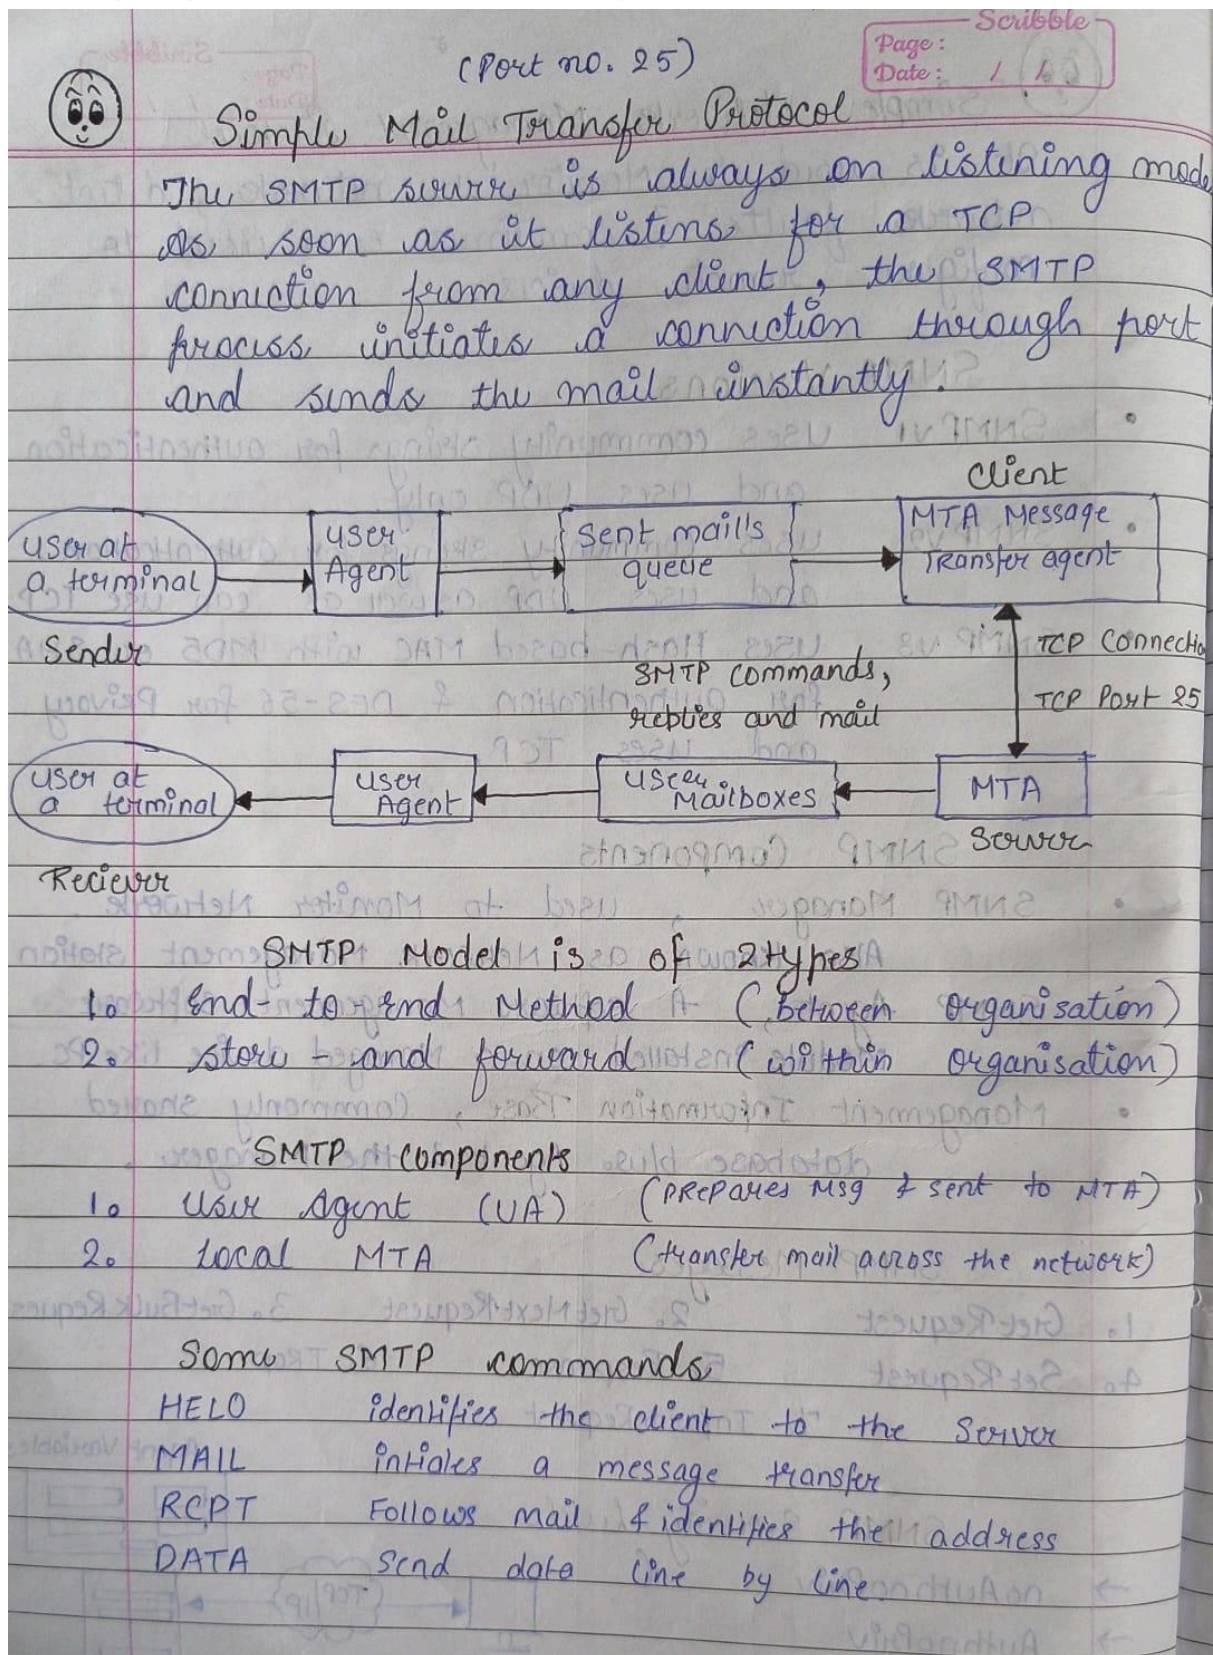 Scribble
Page:
Date: / /
(Port no. 25)
Simple Mail Transfer Protocol
The SMTP server is always on listening mode.
As soon as it listens for a TCP
connection from any client, the SMTP
process initiates a connection through port
and sends the mail instantly.
Client
User at
a terminal
User
Agent
Sent mail's
queue
MTA Message
Transfer agent
Sender
SMTP commands,
replies and mail
TCP Connectio
TCP Port 25
User at
a terminal
User
Agent
User
Mailboxes
MTA
Server
Reciever
SMTP Model is of 2 types
1. End-to-End Method (between organisation)
2. store-and forward (within organisation)
SMTP components
1. User Agent (UA) (Prepares Msg & sent to MTA)
2. Local MTA (transfer mail across the network)
Some SMTP commands
HELO identifies the client to the server
MAIL intiates a message transfer
RCPT Follows mail & identifies the address
DATA send data line by line.